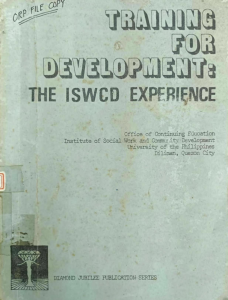 CIRP FILE COPY
TRAINING
FOR
DEVELOPMENT:
THE ISWCD EXPERIENCE
Office of Continuing Education
Institute of Social Work and Community Development
University of the Philippines
Diliman, Quezon City
DIAMOND JUBILEE PUBLICATION SERIES